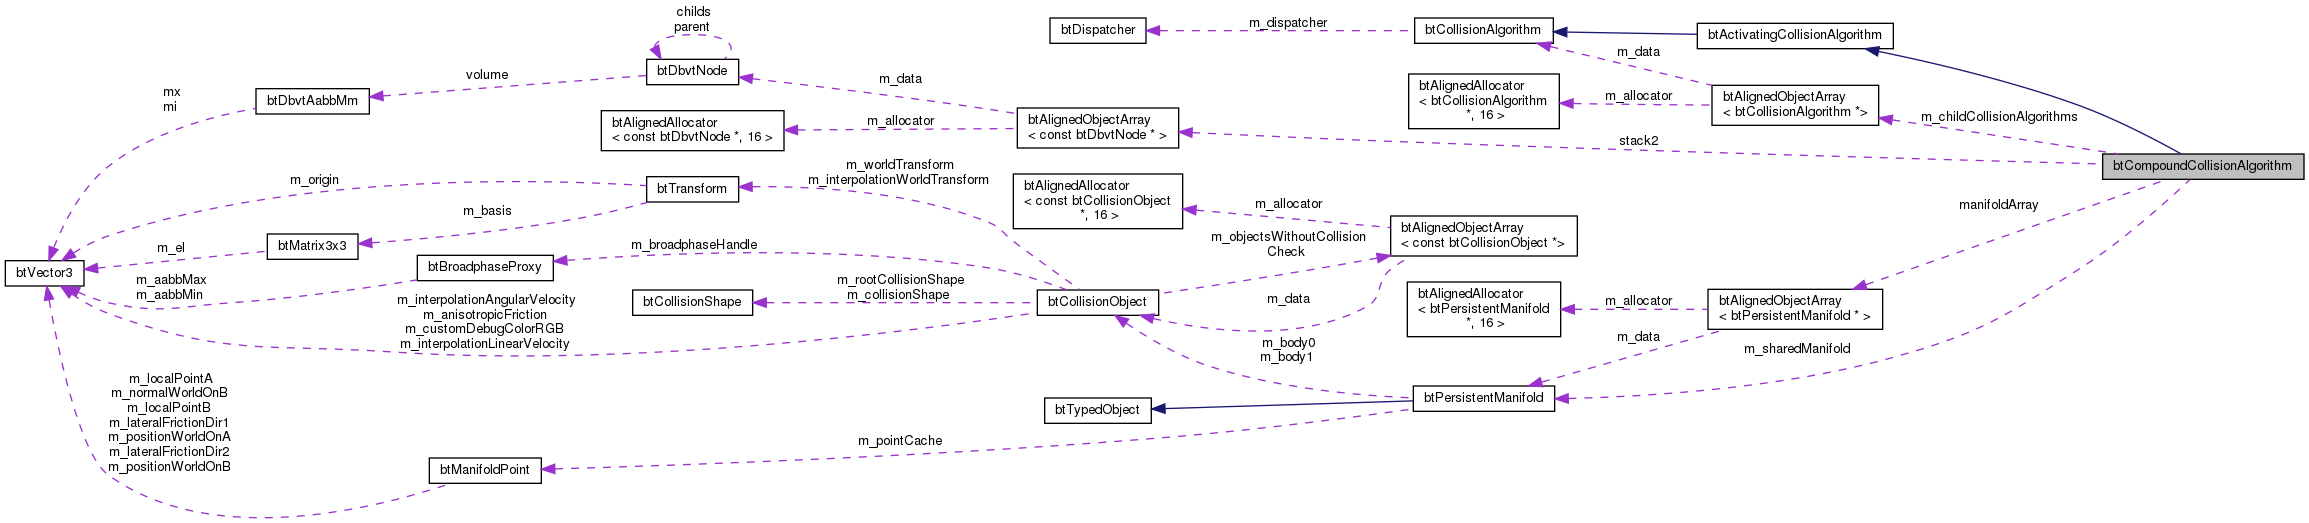 childs
parent
btDispatcher
m_dispatcher
btCollisionAlgorithm
btActivatingCollisionAlgorithm
m_data
btDbvtNode
volume
m_data
btAlignedAllocator
< btCollisionAlgorithm
*, 16 >
m_allocator
btAlignedObjectArray
< btCollisionAlgorithm *>
mx
mi
btDbvtAabbMm
btAlignedAllocator
< const btDbvtNode *, 16 >
m_allocator
btAlignedObjectArray
< const btDbvtNode * >
m_childCollisionAlgorithms
stack2
btCompoundCollisionAlgorithm
m_worldTransform
m_interpolationWorldTransform
m_origin
btTransform
btAlignedAllocator
< const btCollisionObject
*, 16 >
m_allocator
m_basis
manifoldArray
btAlignedObjectArray
< const btCollisionObject *>
m_objectsWithoutCollision
Check
m_el
btMatrix3x3
m_broadphaseHandle
btVector3
btBroadphaseProxy
m_aabbMax
m_aabbMin
m_rootCollisionShape
m_collisionShape
btCollisionShape
btCollisionObject
m_data
btAlignedAllocator
< btPersistentManifold
*, 16 >
m_allocator
btAlignedObjectArray
< btPersistentManifold * >
m_interpolationAngularVelocity
m_anisotropicFriction
m_customDebugColorRGB
m_interpolationLinearVelocity
m_body0
m_body1
m_data
m_sharedManifold
m_localPointA
m_normalWorldOnB
m_localPointB
m_lateralFrictionDir1
m_positionWorldOnA
m_lateralFrictionDir2
m_positionWorldOnB
btTypedObject
btPersistentManifold
m_pointCache
btManifoldPoint